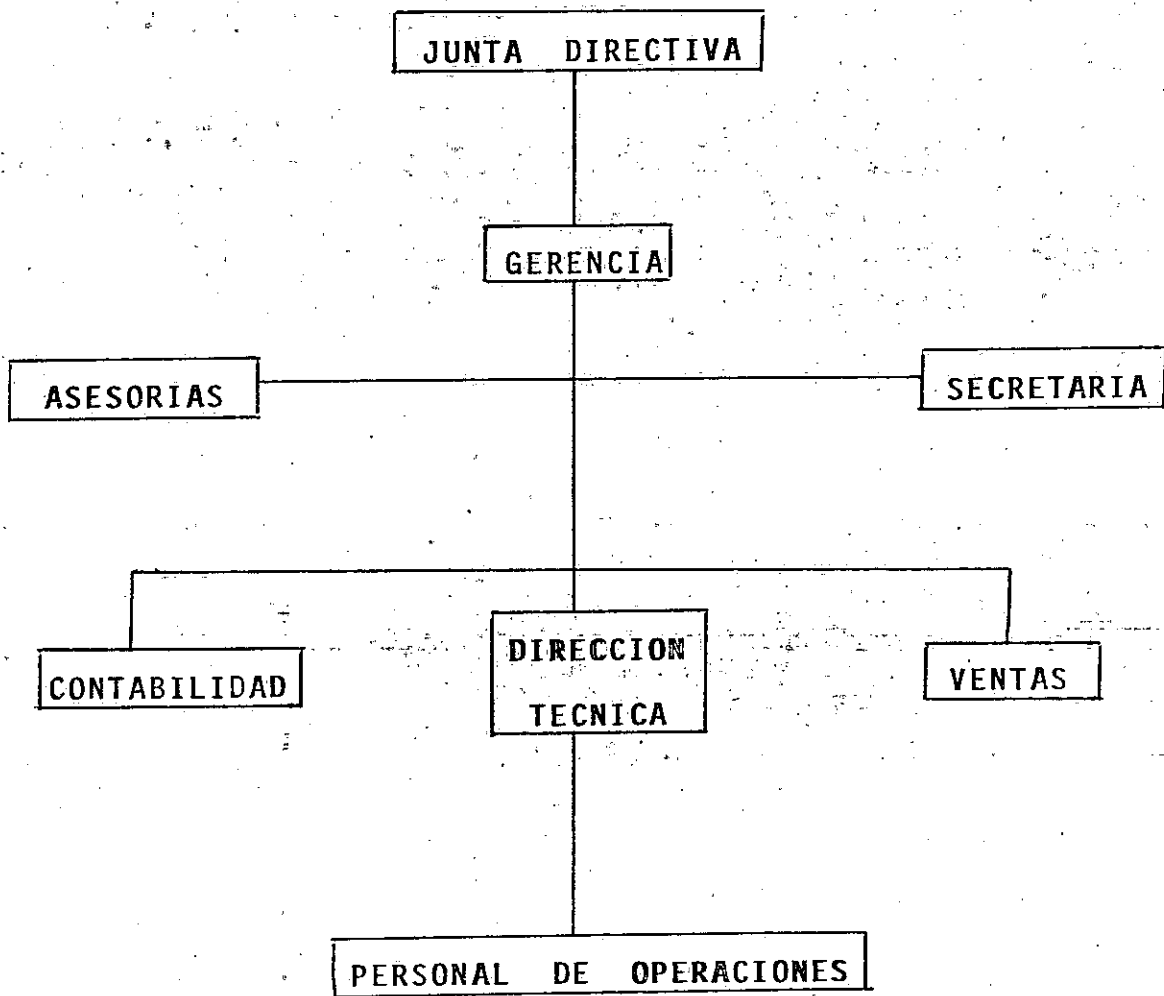 JUNTA DIRECTIVA
GERENCIA
ASESORIAS
SECRETARIA
CONTABILIDAD
DIRECCION
TECNICA
VENTAS
PERSONAL DE OPERACIONES